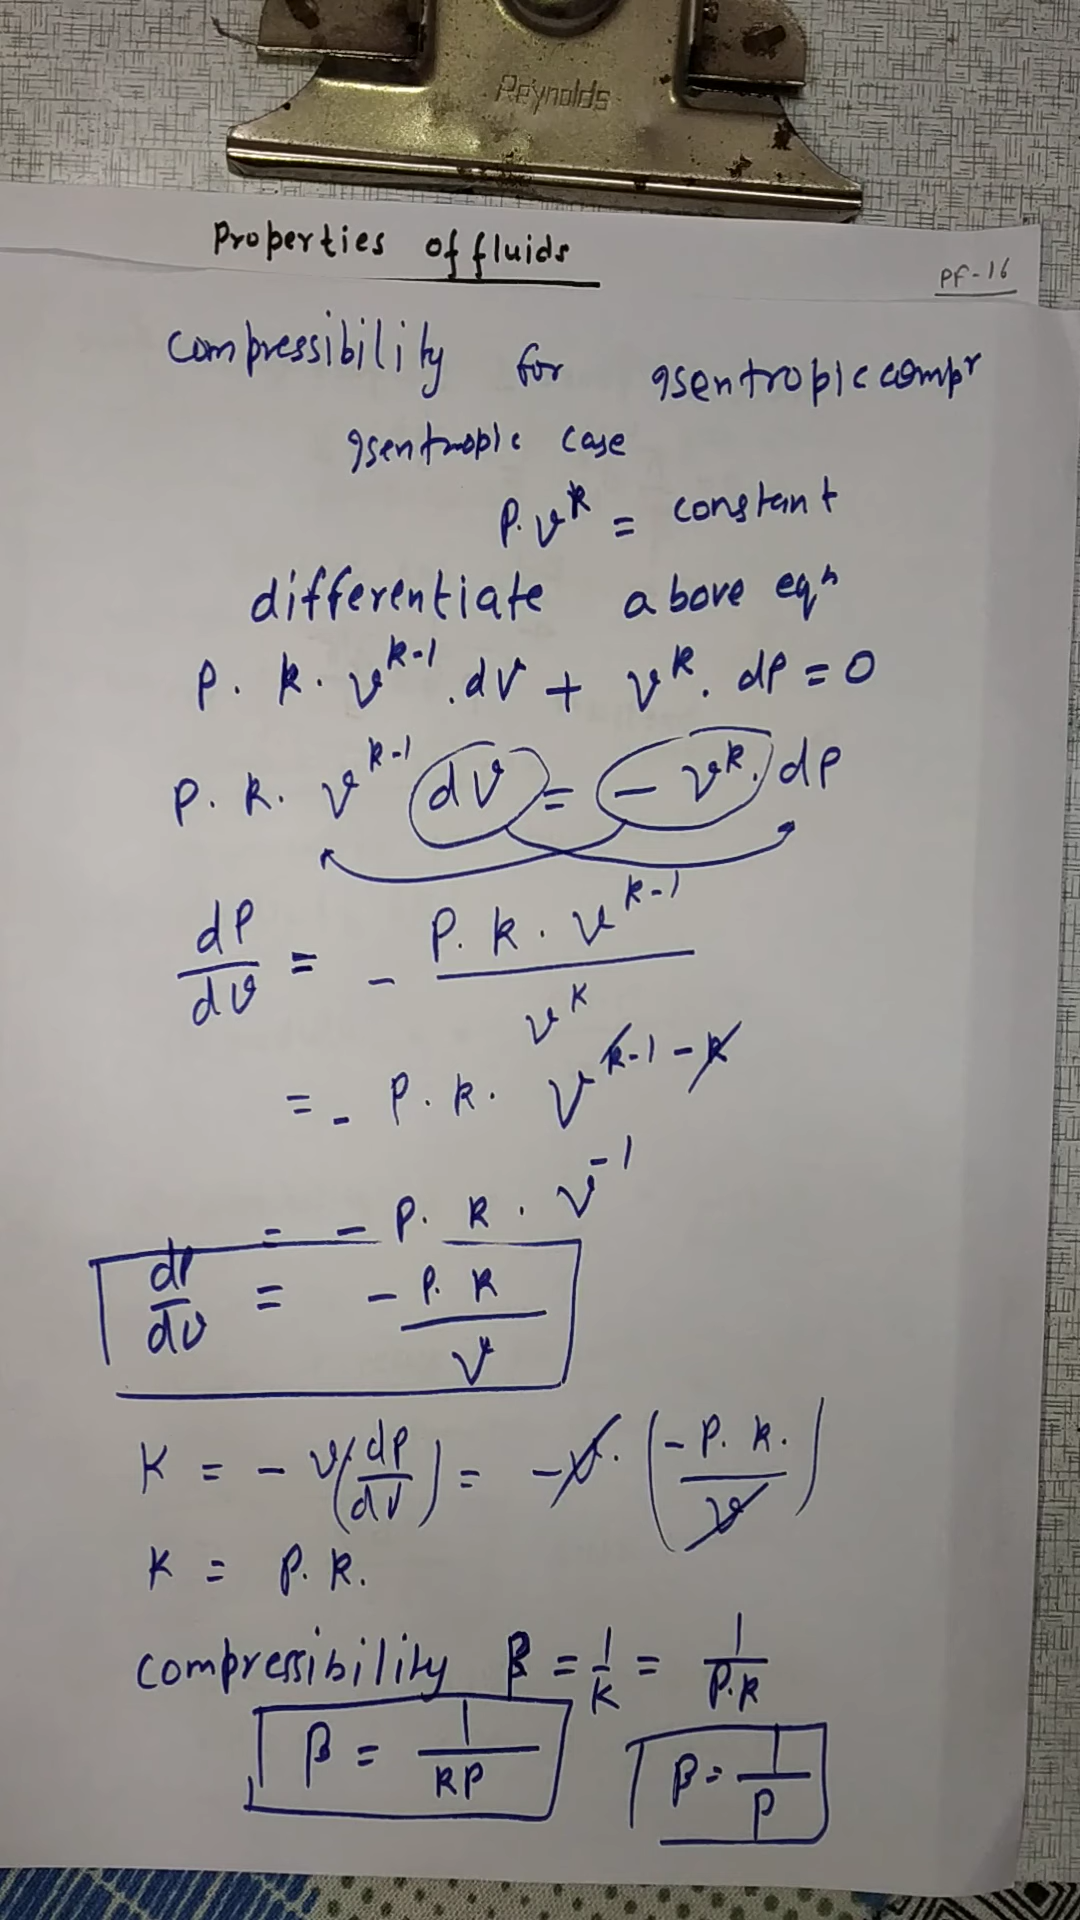 Reynolds
Properties of fluids
PF-16
compressibility for isentropic compr
isentropic case
P. v^k = constant
differentiate above eqn
P. k. v^k-1 .dv + v^k. dp = 0
P. k. v^k-1 dv = - v^k. dp
dP/dv = - P. k. v^k-1 / v^k
= - P. k. v^k-1-k
= - P. k. v^-1
dP/dv = - P. k / v
K = - v(dp/dv) = - v. (- P. k. / v)
K = P. k.
compressibility β = 1/K = 1/P.k
β = 1/kP
β = 1/P